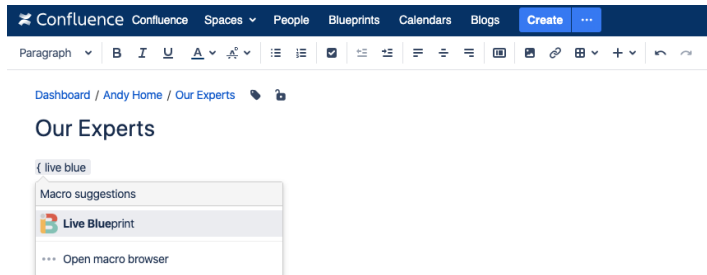 Confluence Confluence Spaces People Blueprints Calendars Blogs Create ...
Paragraph B I U A A
Dashboard / Andy Home / Our Experts
Our Experts
{ live blue
Macro suggestions
Live Blueprint
Open macro browser